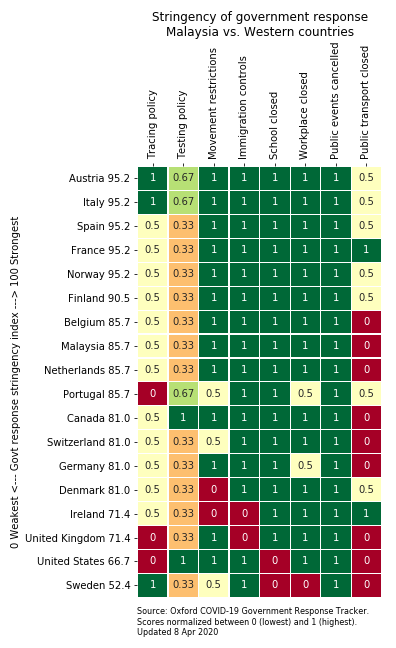 Stringency of government response
Malaysia vs. Western countries
Tracing policy
Testing policy
Movement restrictions
Immigration controls
School closed
Workplace closed
Public events cancelled
Public transport closed
0 Weakest <--- Govt response stringency index ---> 100 Strongest
Austria 95.2 1 0.67 1 1 1 1 1 0.5
Italy 95.2 1 0.67 1 1 1 1 1 0.5
Spain 95.2 0.5 0.33 1 1 1 1 1 0.5
France 95.2 0.5 0.33 1 1 1 1 1 1
Norway 95.2 0.5 0.33 1 1 1 1 1 0.5
Finland 90.5 0.5 0.33 1 1 1 1 1 0.5
Belgium 85.7 0.5 0.33 1 1 1 1 1 0
Malaysia 85.7 0.5 0.33 1 1 1 1 1 0
Netherlands 85.7 0.5 0.33 1 1 1 1 1 0
Portugal 85.7 0 0.67 0.5 1 1 0.5 1 0.5
Canada 81.0 0.5 1 1 1 1 1 1 0
Switzerland 81.0 0.5 0.33 0.5 1 1 1 1 0
Germany 81.0 0.5 0.33 1 1 1 0.5 1 0
Denmark 81.0 0.5 0.33 0 1 1 1 1 0.5
Ireland 71.4 0.5 0.33 0 0 1 1 1 1
United Kingdom 71.4 0 0.33 1 0 1 1 1 0
United States 66.7 0 1 1 1 0 1 1 0
Sweden 52.4 1 0.33 0.5 1 0 0 1 0
Source: Oxford COVID-19 Government Response Tracker.
Scores normalized between 0 (lowest) and 1 (highest).
Updated 8 Apr 2020